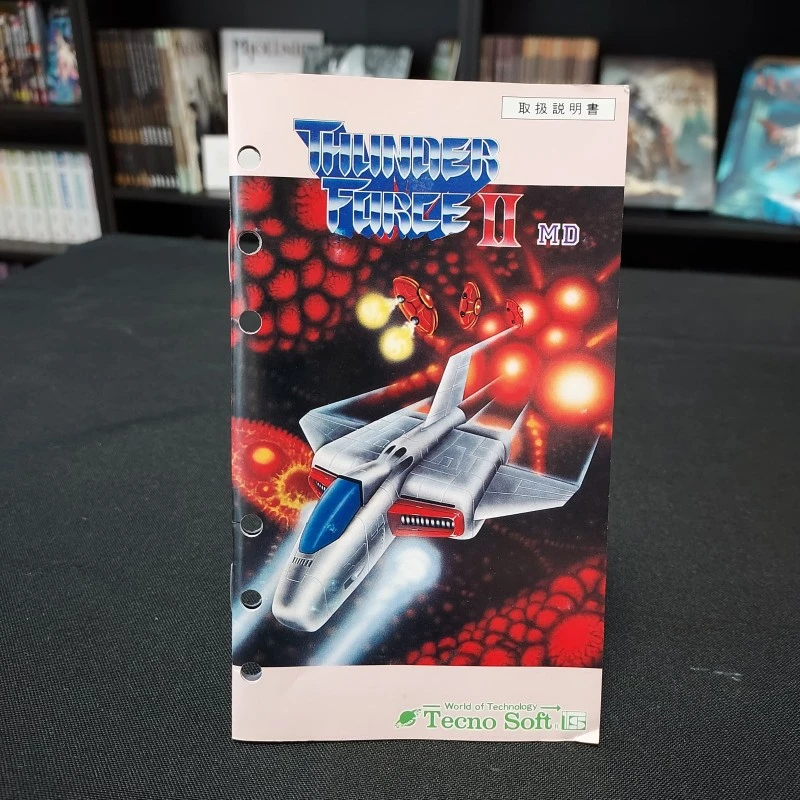 取扱説明書
THUNDER
FORCE II MD
World of Technology
Tecno Soft